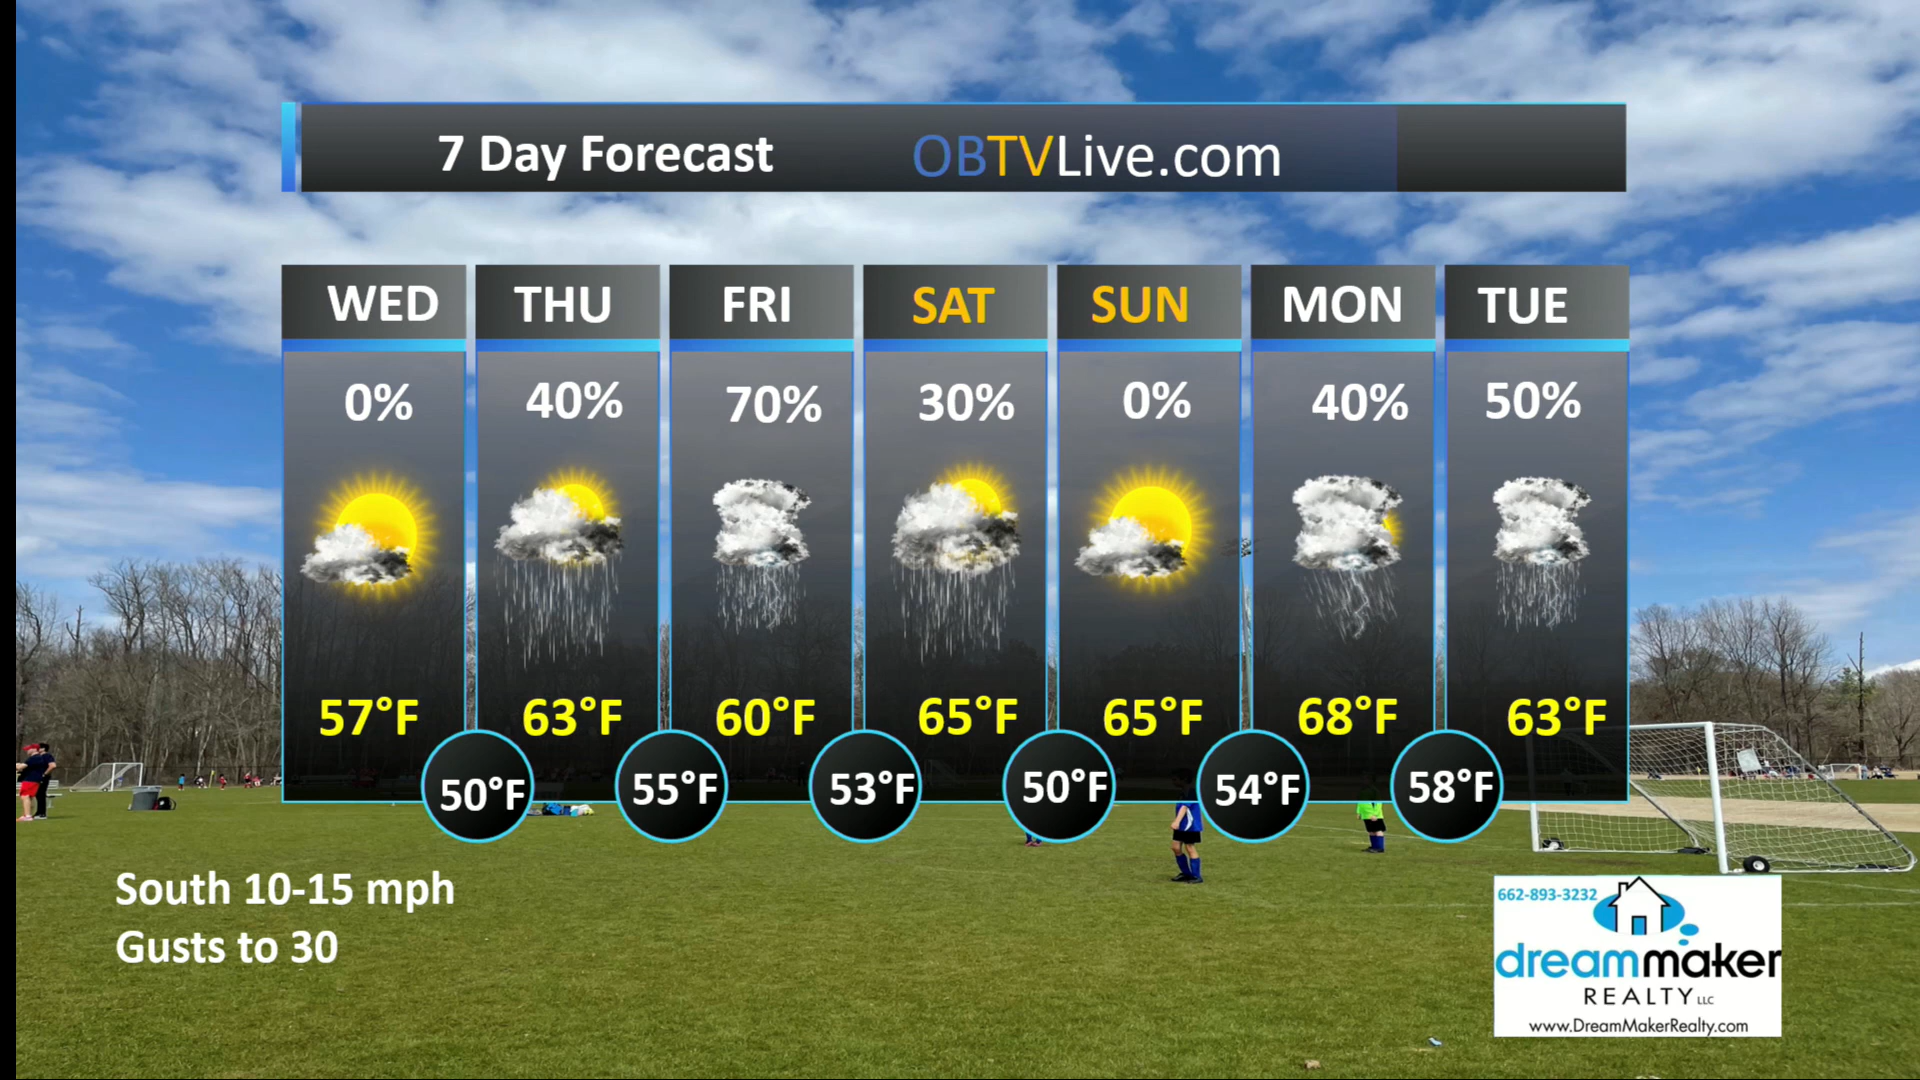 7 Day Forecast OBTVLive.com
WED THU FRI SAT SUN MON TUE
0% 40% 70% 30% 0% 40% 50%
57°F 63°F 60°F 65°F 65°F 68°F 63°F
50°F 55°F 53°F 50°F 54°F 58°F
South 10-15 mph
Gusts to 30
662-893-3232
dreammaker
REALTY LLC
www.DreamMakerRealty.com